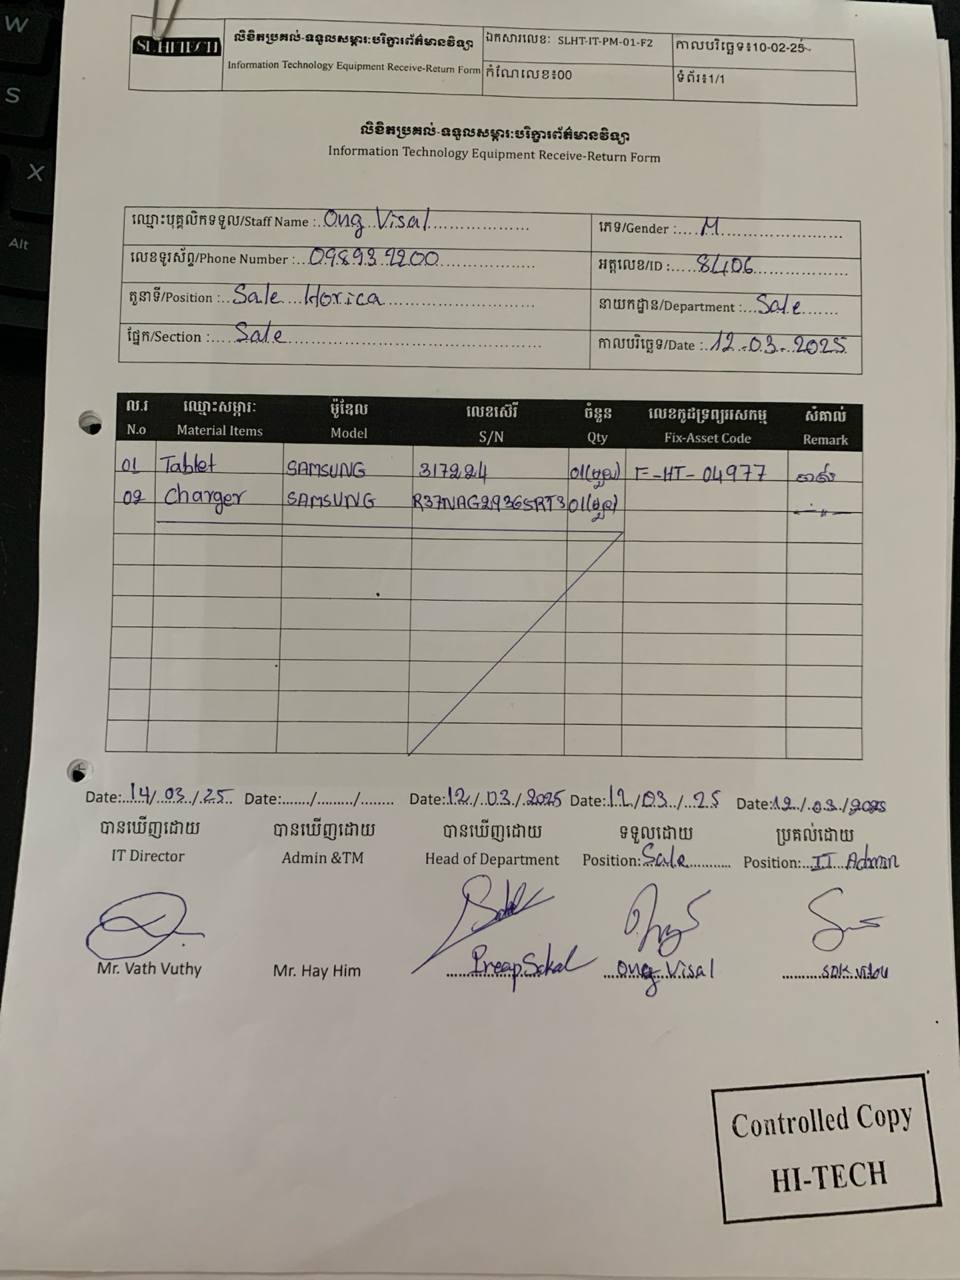 SLHITECH
លិខិតប្រគល់-ទទួលសម្ភារៈបរិក្ខារព័ត៌មានវិទ្យា
Information Technology Equipment Receive-Return Form
ឯកសារលេខៈ SLHT-IT-PM-01-F2
កាលបរិច្ឆេទ៖10-02-25
កំណែលេខ៖00
ទំព័រ៖1/1
លិខិតប្រគល់-ទទួលសម្ភារៈបរិក្ខារព័ត៌មានវិទ្យា
Information Technology Equipment Receive-Return Form
ឈ្មោះបុគ្គលិកទទួល/Staff Name : Ong Visal
ភេទ/Gender : M
លេខទូរស័ព្ទ/Phone Number : 098932200
អត្តលេខ/ID : 8406
តួនាទី/Position : Sale Horica
នាយកដ្ឋាន/Department : Sale
ផ្នែក/Section : Sale
កាលបរិច្ឆេទ/Date : 12.03.2025
ល.រ ឈ្មោះសម្ភារៈ ម៉ូឌែល លេខស៊េរី ចំនួន លេខកូដទ្រព្យអសកម្ម សំគាល់
N.o Material Items Model S/N Qty Fix-Asset Code Remark
01 Tablet SAMSUNG 317224 01(មួយ) F-HT-04977 ចាស់
02 Charger SAMSUNG R37NAG2936SRT3 01(មួយ)
Date: 14/03/25 Date:....../........./........ Date: 12/03/2025 Date: 12/03/25 Date: 12/03/2025
បានឃើញដោយ បានឃើញដោយ បានឃើញដោយ ទទួលដោយ ប្រគល់ដោយ
IT Director Admin &TM Head of Department Position: Sale Position: IT Admin
Mr. Vath Vuthy Mr. Hay Him Preap Sokal Ong Visal
Controlled Copy
HI-TECH